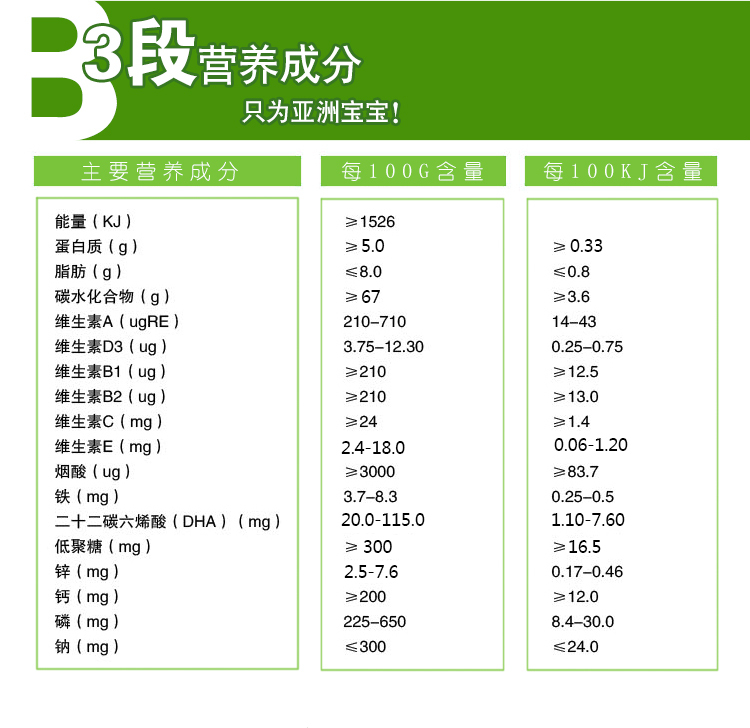 B
3段营养成分
只为亚洲宝宝!
主要营养成分 每100G含量 每100KJ含量
能量(KJ) ≥1526
蛋白质(g) ≥5.0 ≥0.33
脂肪(g) ≤8.0 ≤0.8
碳水化合物(g) ≥67 ≥3.6
维生素A(ugRE) 210–710 14–43
维生素D3(ug) 3.75–12.30 0.25–0.75
维生素B1(ug) ≥210 ≥12.5
维生素B2(ug) ≥210 ≥13.0
维生素C(mg) ≥24 ≥1.4
维生素E(mg) 2.4-18.0 0.06-1.20
烟酸(ug) ≥3000 ≥83.7
铁(mg) 3.7–8.3 0.25–0.5
二十二碳六烯酸(DHA)(mg) 20.0-115.0 1.10-7.60
低聚糖(mg) ≥300 ≥16.5
锌(mg) 2.5-7.6 0.17–0.46
钙(mg) ≥200 ≥12.0
磷(mg) 225–650 8.4–30.0
钠(mg) ≤300 ≤24.0